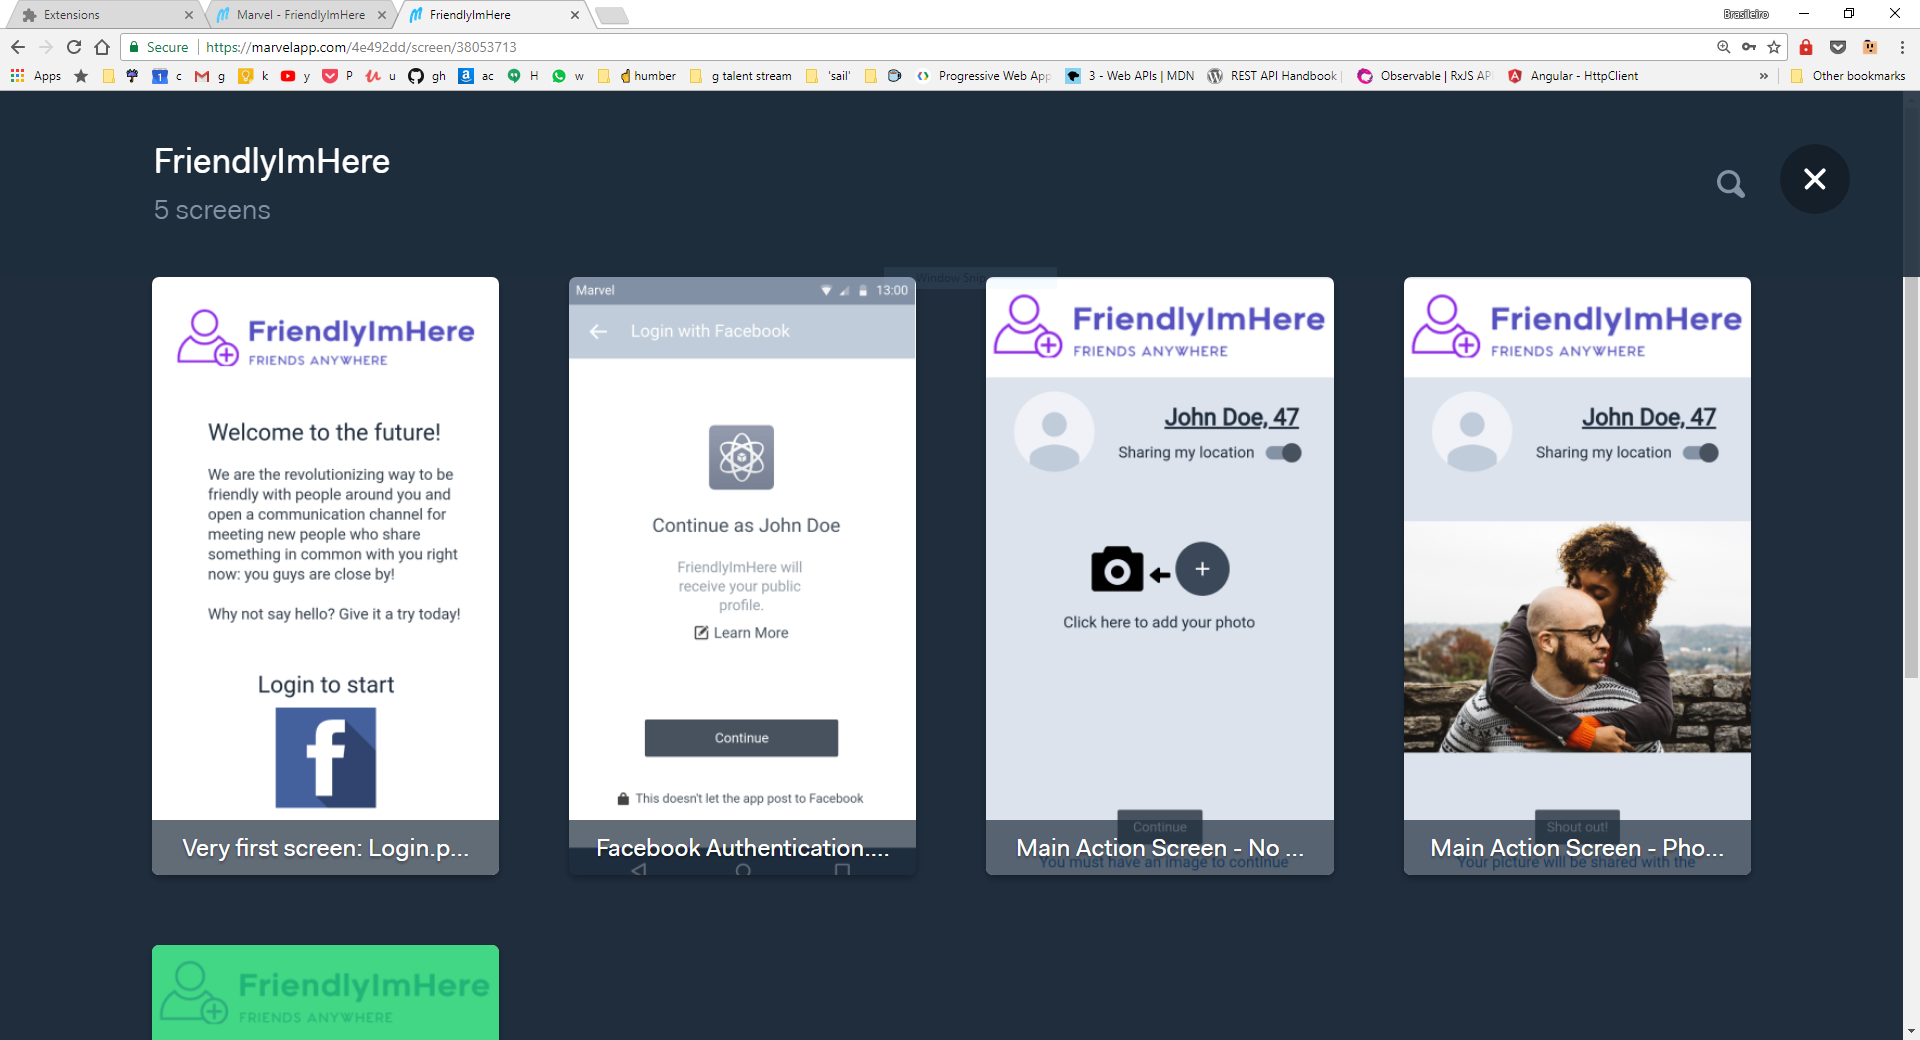 Extensions
Marvel - FriendlyImHere
FriendlyImHere
Brasileiro
Secure
https://marvelapp.com/4e492dd/screen/38053713
Apps
1 c
g
k
y
P
u
gh
a ac
H
w
humber
g talent stream
'sail'
Progressive Web App
3 - Web APIs | MDN
REST API Handbook
Observable | RxJS AP
Angular - HttpClient
»
Other bookmarks
FriendlyImHere
5 screens
Window Snip
FriendlyImHere
FRIENDS ANYWHERE
Welcome to the future!
We are the revolutionizing way to be
friendly with people around you and
open a communication channel for
meeting new people who share
something in common with you right
now: you guys are close by!
Why not say hello? Give it a try today!
Login to start
f
Very first screen: Login.p...
Marvel
13:00
Login with Facebook
Continue as John Doe
FriendlyImHere will
receive your public
profile.
Learn More
Continue
This doesn't let the app post to Facebook
Facebook Authentication....
FriendlyImHere
FRIENDS ANYWHERE
John Doe, 47
Sharing my location
Click here to add your photo
Continue
Main Action Screen - No ...
You must have an image to continue
FriendlyImHere
FRIENDS ANYWHERE
John Doe, 47
Sharing my location
Shout out!
Main Action Screen - Pho...
Your picture will be shared with the
FriendlyImHere
FRIENDS ANYWHERE